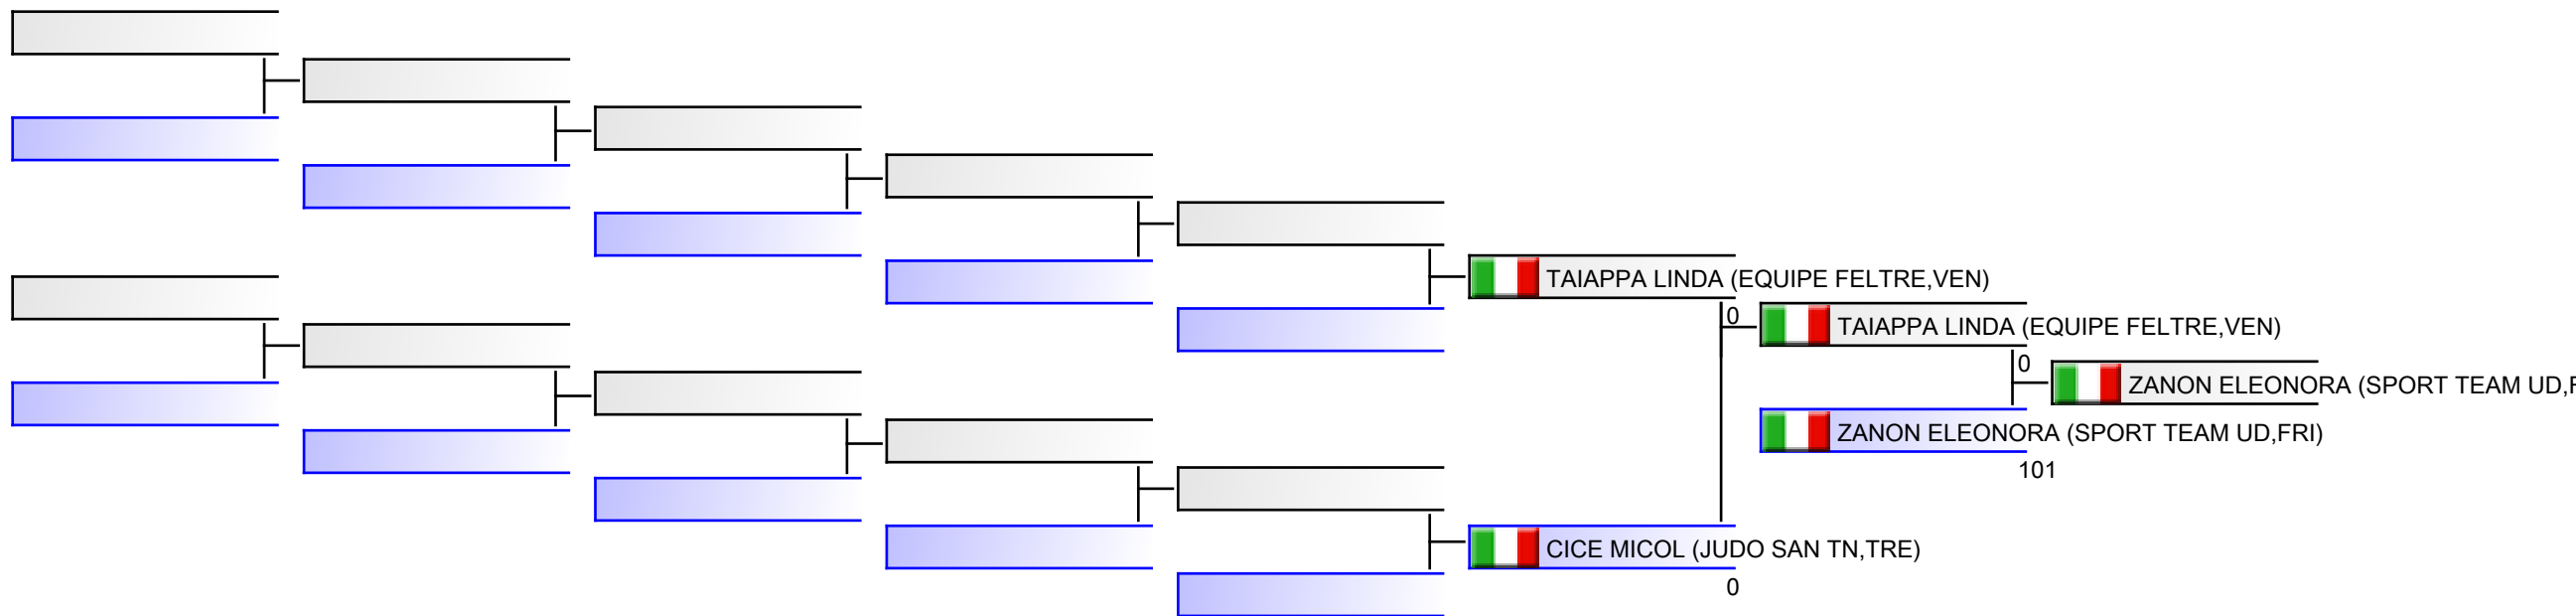 TAIAPPA LINDA (EQUIPE FELTRE,VEN)
0
TAIAPPA LINDA (EQUIPE FELTRE,VEN)
0
ZANON ELEONORA (SPORT TEAM UD,F
ZANON ELEONORA (SPORT TEAM UD,FRI)
101
CICE MICOL (JUDO SAN TN,TRE)
0